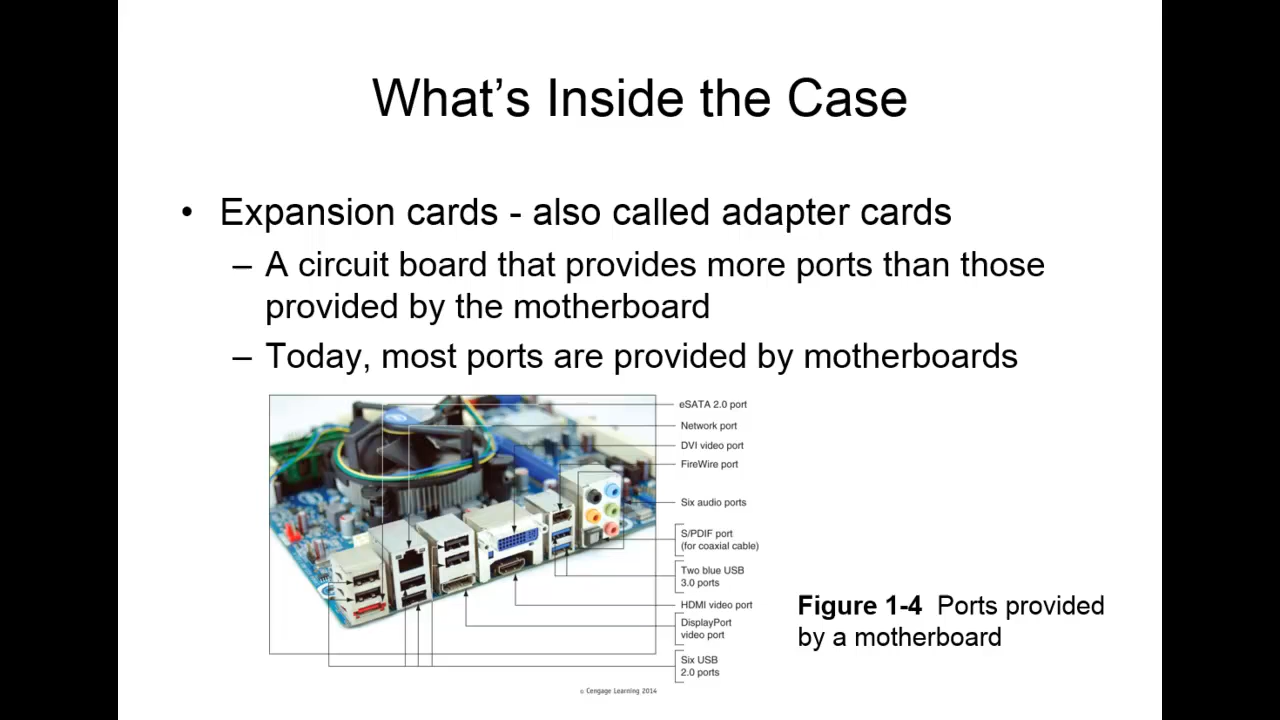 What’s Inside the Case
• Expansion cards - also called adapter cards
– A circuit board that provides more ports than those
provided by the motherboard
– Today, most ports are provided by motherboards
eSATA 2.0 port
Network port
DVI video port
FireWire port
Six audio ports
S/PDIF port
(for coaxial cable)
Two blue USB
3.0 ports
HDMI video port
DisplayPort
video port
Six USB
2.0 ports
Figure 1-4 Ports provided
by a motherboard
© Cengage Learning 2014